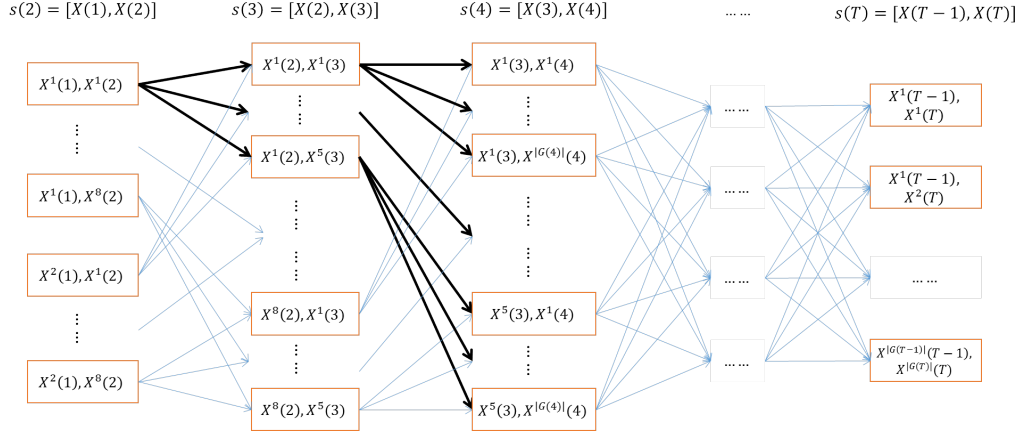 s(2) = [X(1), X(2)]
s(3) = [X(2), X(3)]
s(4) = [X(3), X(4)]
... ...
s(T) = [X(T − 1), X(T)]
X¹(1), X¹(2)
... ...
X¹(1), X⁸(2)
X²(1), X¹(2)
... ...
X²(1), X⁸(2)
X¹(2), X¹(3)
... ...
X¹(2), X⁵(3)
... ...
... ...
X⁸(2), X¹(3)
... ...
X⁸(2), X⁵(3)
X¹(3), X¹(4)
... ...
X¹(3), X^|G(4)|(4)
... ...
... ...
X⁵(3), X¹(4)
... ...
X⁵(3), X^|G(4)|(4)
... ...
... ...
... ...
... ...
X¹(T − 1),
X¹(T)
X¹(T − 1),
X²(T)
... ...
X^|G(T−1)|(T − 1),
X^|G(T)|(T)